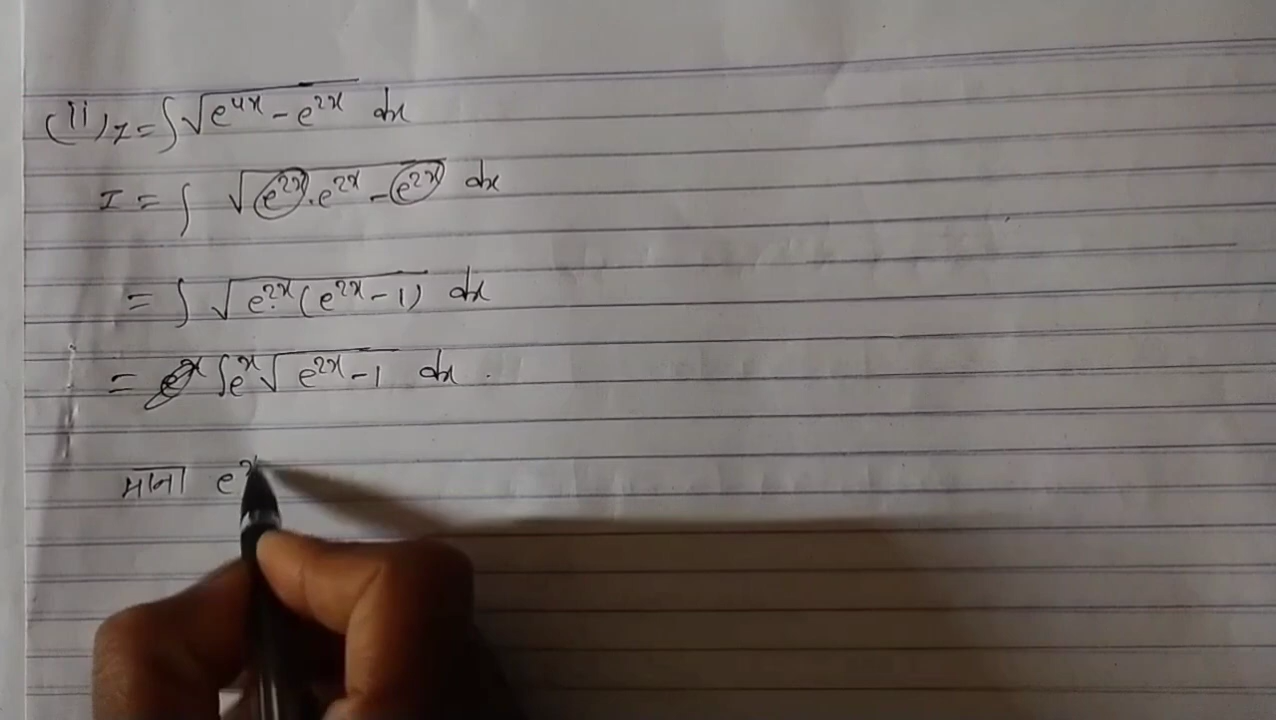 (ii) I = ∫ √(e^{4x} - e^{2x}) dx
I = ∫ √(e^{2x}.e^{2x} - e^{2x}) dx
= ∫ √(e^{2x}(e^{2x} - 1)) dx
= ∫ e^x √(e^{2x} - 1) dx .
माना e^x